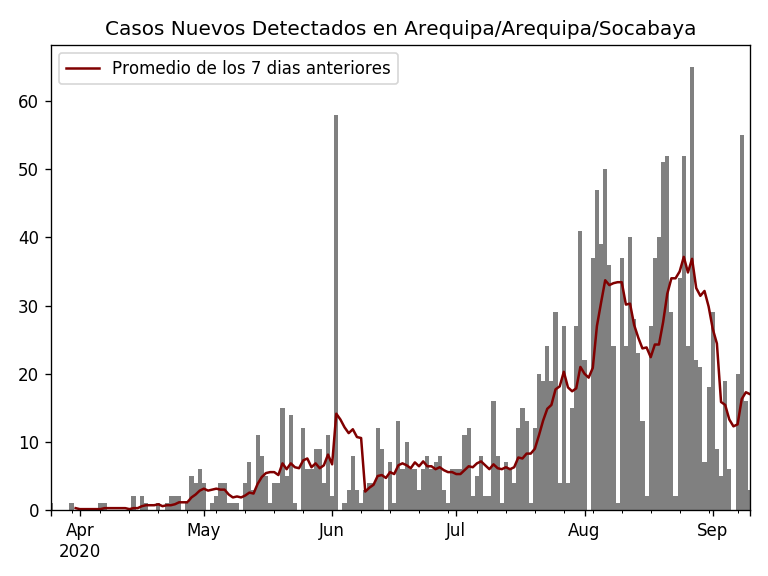 Casos Nuevos Detectados en Arequipa/Arequipa/Socabaya
Promedio de los 7 dias anteriores
60
50
40
30
20
10
0
Apr May Jun Jul Aug Sep
2020